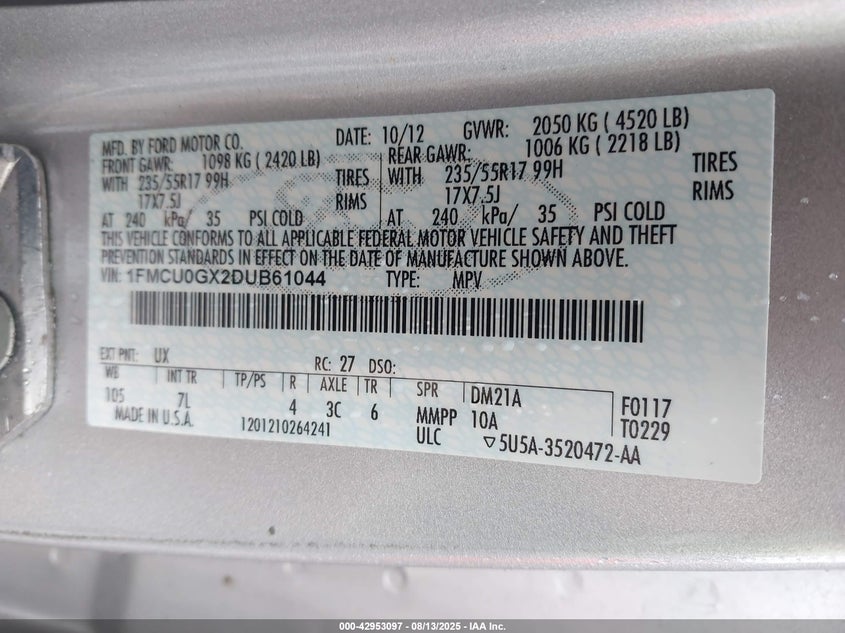 MFD. BY FORD MOTOR CO. DATE: 10/12 GVWR: 2050 KG ( 4520 LB)
FRONT GAWR: 1098 KG ( 2420 LB) REAR GAWR: 1006 KG ( 2218 LB)
WITH 235/55R17 99H TIRES WITH 235/55R17 99H TIRES
17X7.5J RIMS 17X7.5J RIMS
AT 240 kPa/ 35 PSI COLD AT 240 kPa/ 35 PSI COLD
THIS VEHICLE CONFORMS TO ALL APPLICABLE FEDERAL MOTOR VEHICLE SAFETY AND THEFT
PREVENTION STANDARDS IN EFFECT ON THE DATE OF MANUFACTURE SHOWN ABOVE.
VIN: 1FMCU0GX2DUB61044 TYPE: MPV
EXT PNT: UX RC: 27 DSO:
WB INT TR TP/PS R AXLE TR SPR DM21A F0117
105 7L 4 3C 6 MMPP 10A T0229
MADE IN U.S.A. 1201210264241 ULC ▽5U5A-3520472-AA
000-42953097 - 08/13/2025 - IAA Inc.